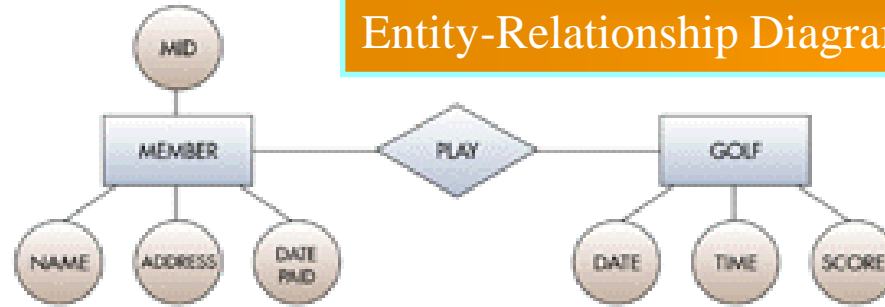 Entity-Relationship Diagra
MID
MEMBER
PLAY
GOLF
NAME
ADDRESS
DATE
PAID
DATE
TIME
SCORE